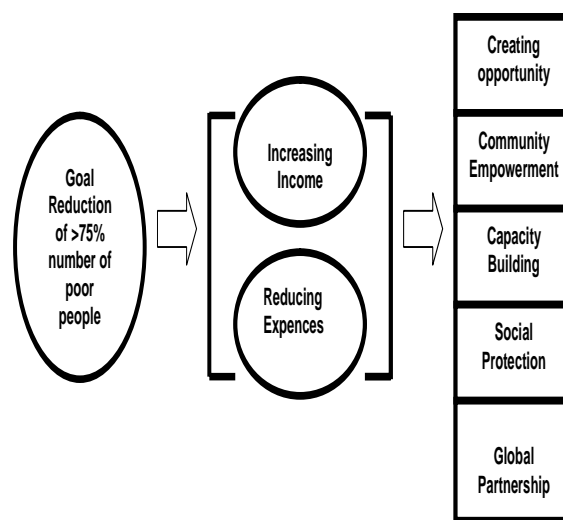 Goal
Reduction
of >75%
number of
poor
people
Increasing
Income
Reducing
Expences
Creating
opportunity
Community
Empowerment
Capacity
Building
Social
Protection
Global
Partnership